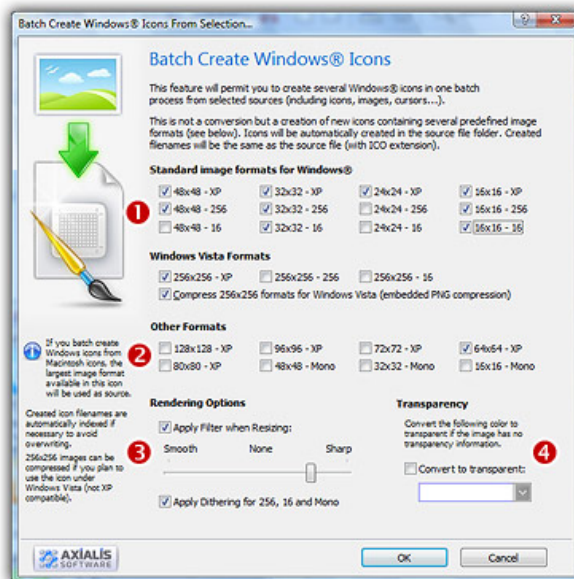 Batch Create Windows® Icons From Selection...
Batch Create Windows® Icons
This feature will permit you to create several Windows® icons in one batch
process from selected sources (including icons, images, cursors...).
This is not a conversion but a creation of new icons containing several predefined image
formats (see below). Icons will be automatically created in the source file folder. Created
filenames will be the same as the source file (with ICO extension).
Standard image formats for Windows®
48x48 - XP 32x32 - XP 24x24 - XP 16x16 - XP
1 48x48 - 256 32x32 - 256 24x24 - 256 16x16 - 256
48x48 - 16 32x32 - 16 24x24 - 16 16x16 - 16
Windows Vista Formats
256x256 - XP 256x256 - 256 256x256 - 16
Compress 256x256 formats for Windows Vista (embedded PNG compression)
If you batch create
Windows icons from
Macintosh icons, the
largest image format
available in this icon
will be used as source.
Created icon filenames are
automatically indexed if
necessary to avoid
overwriting.
256x256 images can be
compressed if you plan to
use the icon under
Windows Vista (not XP
compatible).
Other Formats
2 128x128 - XP 96x96 - XP 72x72 - XP 64x64 - XP
80x80 - XP 48x48 - Mono 32x32 - Mono 16x16 - Mono
Rendering Options
Apply Filter when Resizing:
3 Smooth None Sharp
Apply Dithering for 256, 16 and Mono
Transparency
Convert the following color to
transparent if the image has no
transparency information.
4
Convert to transparent:
AXIALIS
SOFTWARE
OK Cancel